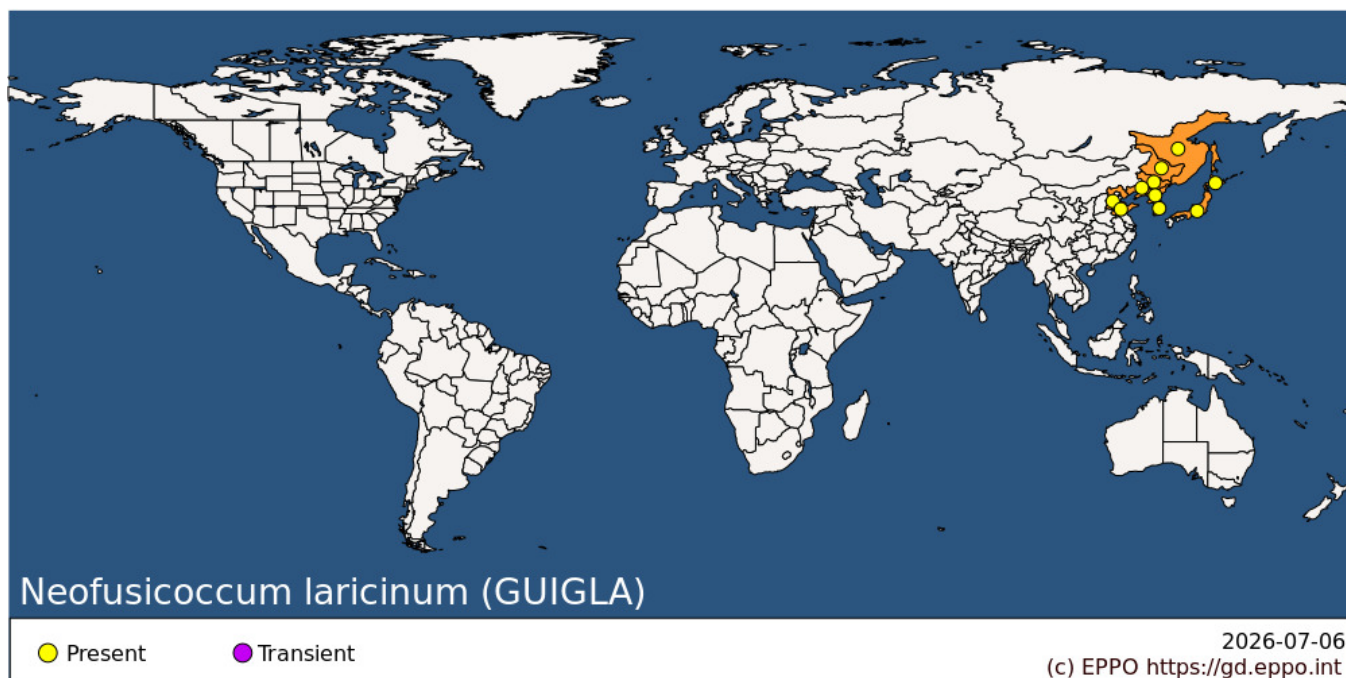 Neofusicoccum laricinum (GUIGLA)
Present
Transient
2026-07-06
(c) EPPO https://gd.eppo.int